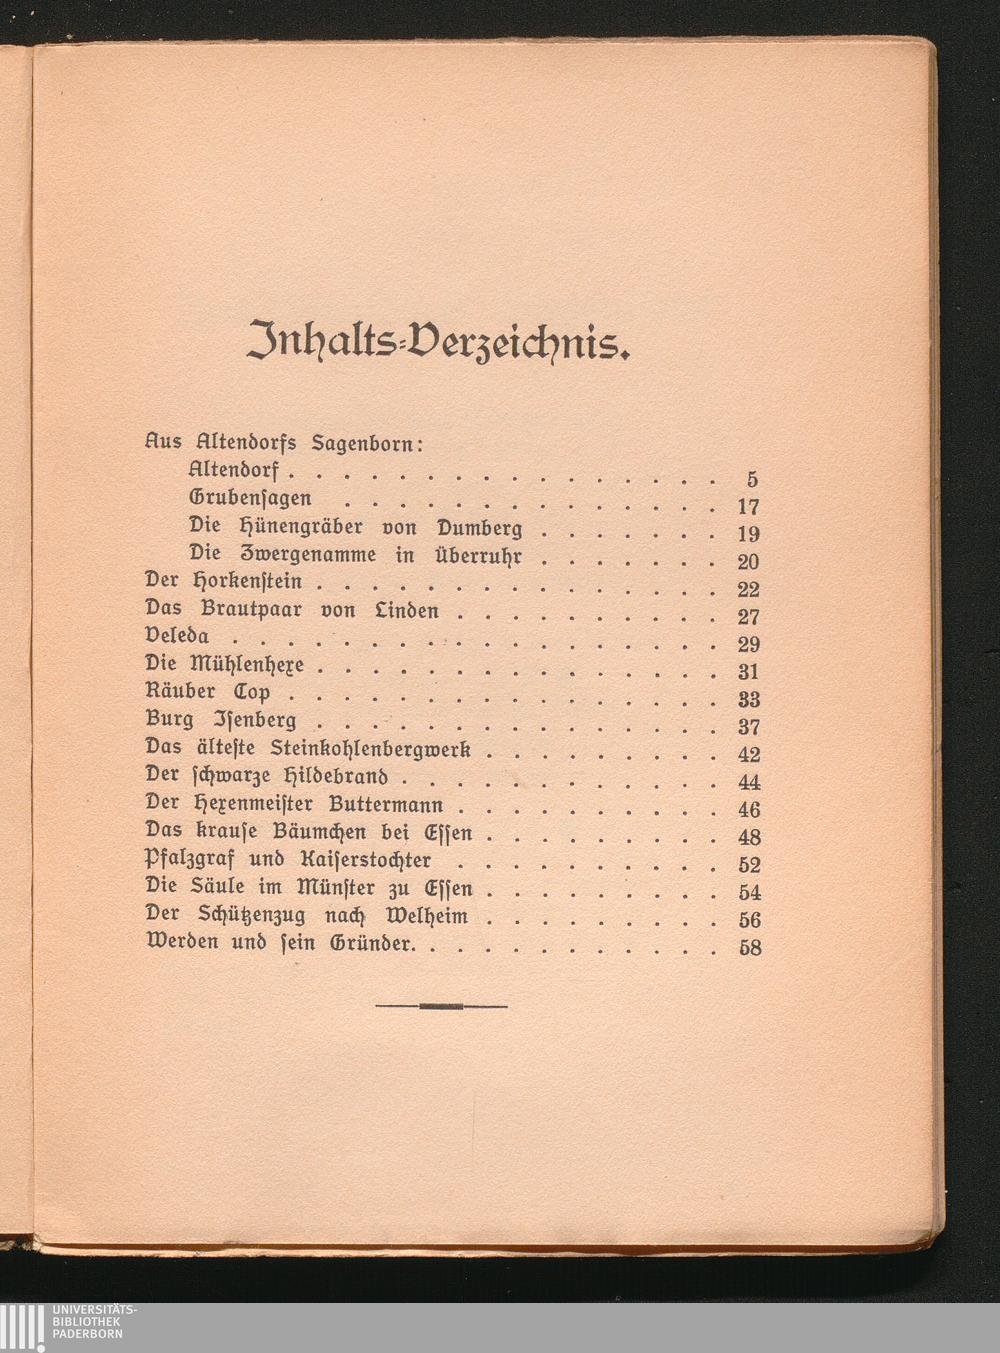 Inhalts-Verzeichnis.
Aus Altendorfs Sagenborn:
Altendorf . . . . . . . . . . . . . . . . 5
Grubensagen . . . . . . . . . . . . . . 17
Die Hünengräber von Dumberg . . . . . . . 19
Die Zwergenamme in Überruhr . . . . . . . 20
Der Horkenstein . . . . . . . . . . . . . . . 22
Das Brautpaar von Linden . . . . . . . . . . 27
Veleda . . . . . . . . . . . . . . . . . . 29
Die Mühlenhexe . . . . . . . . . . . . . . . 31
Räuber Top . . . . . . . . . . . . . . . . 33
Burg Isenberg . . . . . . . . . . . . . . . 37
Das älteste Steinkohlenbergwerk . . . . . . . . . 42
Der schwarze Hildebrand . . . . . . . . . . . . 44
Der Hexenmeister Buttermann . . . . . . . . . . 46
Das krause Bäumchen bei Essen . . . . . . . . . 48
Pfalzgraf und Kaiserstochter . . . . . . . . . . 52
Die Säule im Münster zu Essen . . . . . . . . . 54
Der Schützenzug nach Welheim . . . . . . . . . 56
Werden und sein Gründer. . . . . . . . . . . . 58
UNIVERSITÄTS-
BIBLIOTHEK
PADERBORN